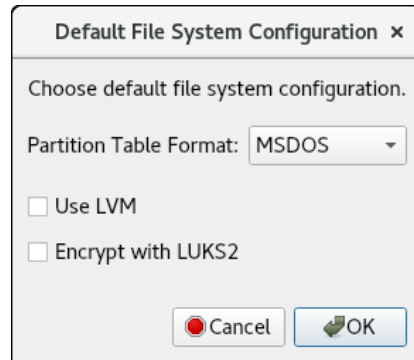 Default File System Configuration ×
Choose default file system configuration.
Partition Table Format: MSDOS
Use LVM
Encrypt with LUKS2
Cancel OK